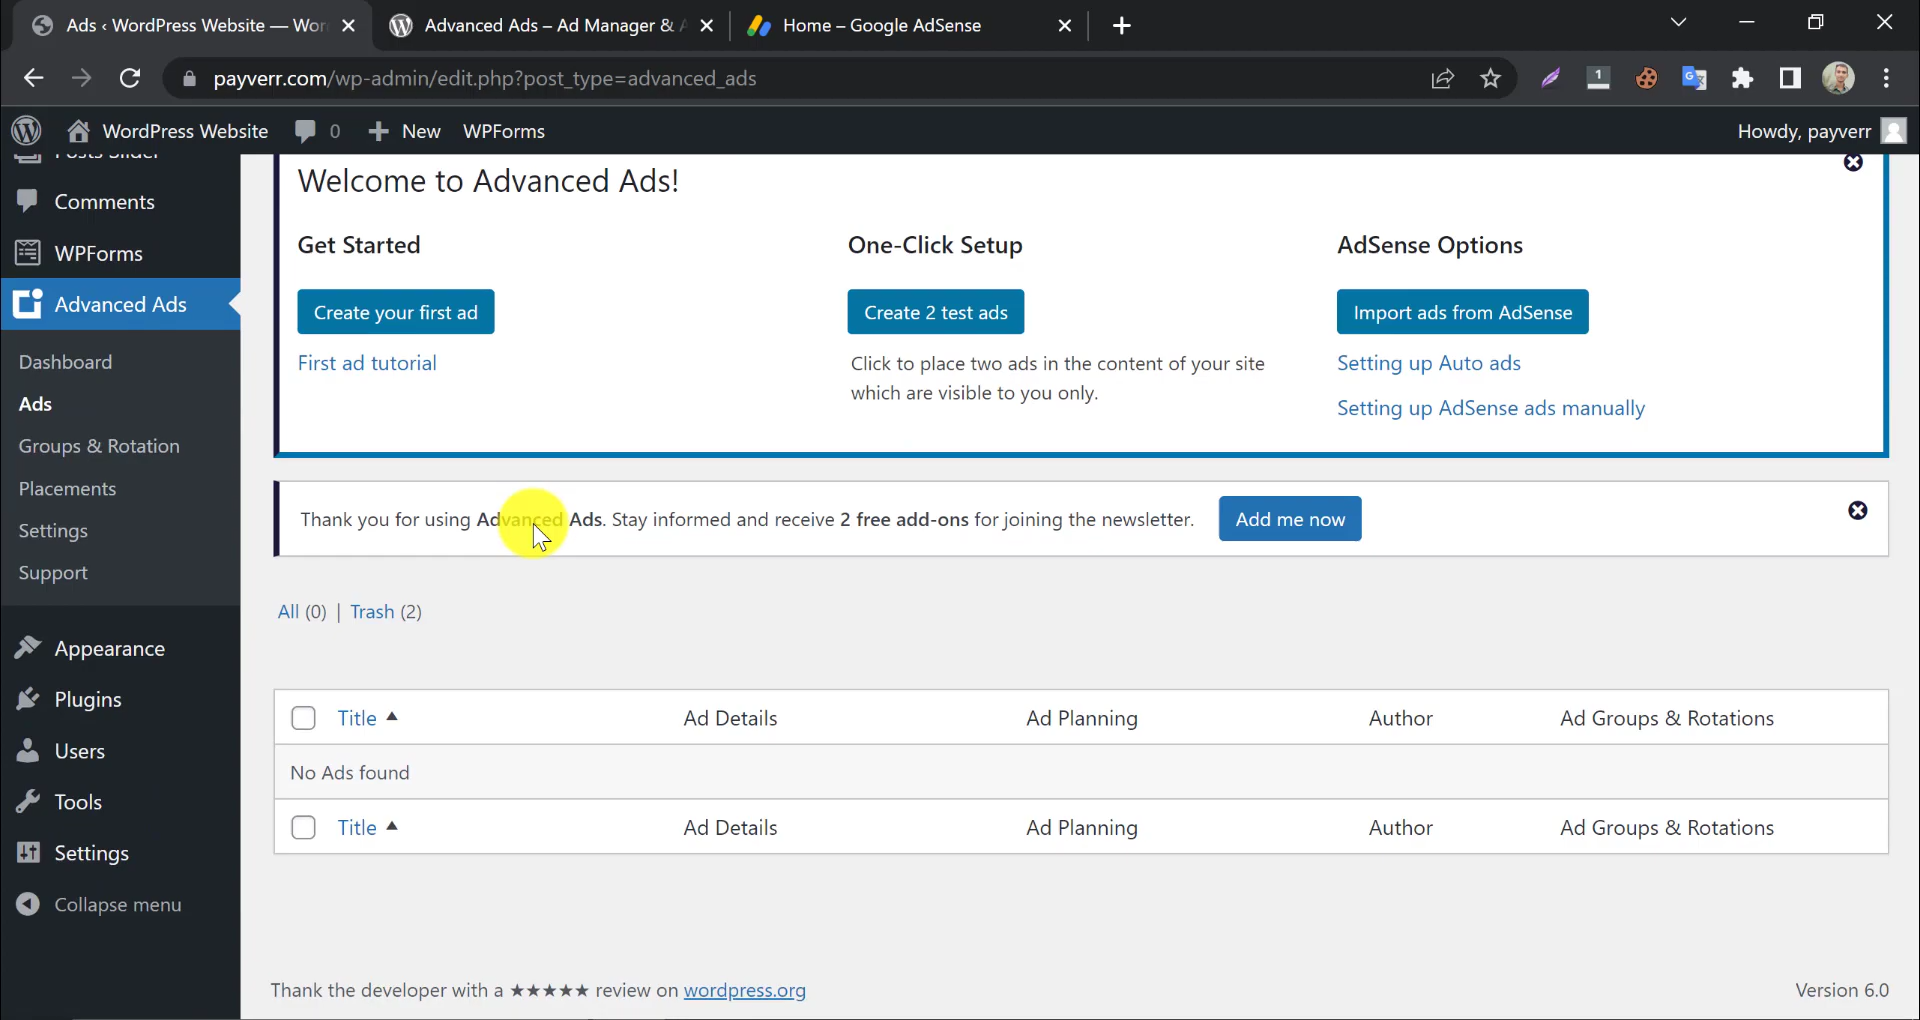 Ads ‹ WordPress Website — Wor
Advanced Ads – Ad Manager & A
Home – Google AdSense
payverr.com/wp-admin/edit.php?post_type=advanced_ads
1
WordPress Website
0
New
WPForms
Howdy, payverr
Posts Slider
Comments
WPForms
Advanced Ads
Dashboard
Ads
Groups & Rotation
Placements
Settings
Support
Appearance
Plugins
Users
Tools
Settings
Collapse menu
Welcome to Advanced Ads!
Get Started
Create your first ad
First ad tutorial
One-Click Setup
Create 2 test ads
Click to place two ads in the content of your site
which are visible to you only.
AdSense Options
Import ads from AdSense
Setting up Auto ads
Setting up AdSense ads manually
Thank you for using Advanced Ads. Stay informed and receive 2 free add-ons for joining the newsletter. Add me now
All (0) | Trash (2)
Title Ad Details Ad Planning Author Ad Groups & Rotations
No Ads found
Title Ad Details Ad Planning Author Ad Groups & Rotations
Thank the developer with a ★★★★★ review on wordpress.org
Version 6.0